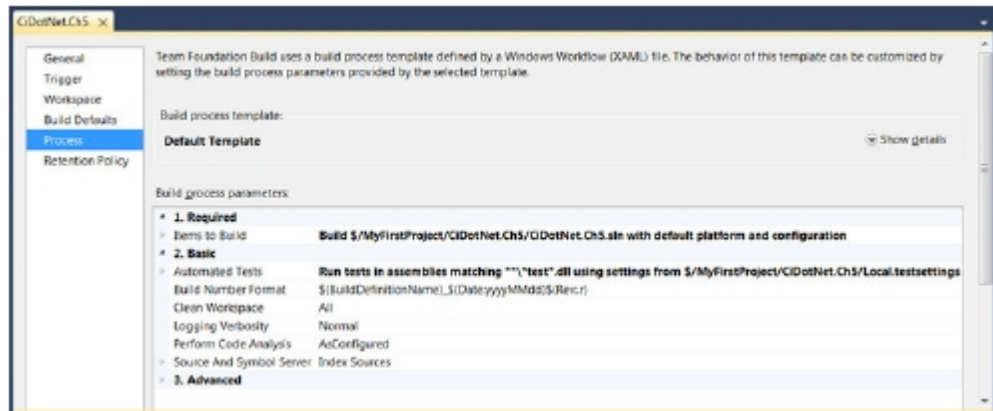 CiDotNet.Ch5
General
Trigger
Workspace
Build Defaults
Process
Retention Policy
Team Foundation Build uses a build process template defined by a Windows Workflow (XAML) file. The behavior of this template can be customized by
setting the build process parameters provided by the selected template.
Build process template:
Default Template
Show details
Build process parameters:
1. Required
Items to Build Build $/MyFirstProject/CiDotNet.Ch5/CiDotNet.Ch5.sln with default platform and configuration
2. Basic
Automated Tests Run tests in assemblies matching **\*test*.dll using settings from $/MyFirstProject/CiDotNet.Ch5/Local.testsettings
Build Number Format $(BuildDefinitionName)_$(Date:yyyyMMdd)$(Rev:.r)
Clean Workspace All
Logging Verbosity Normal
Perform Code Analysis AsConfigured
Source And Symbol Server Index Sources
3. Advanced